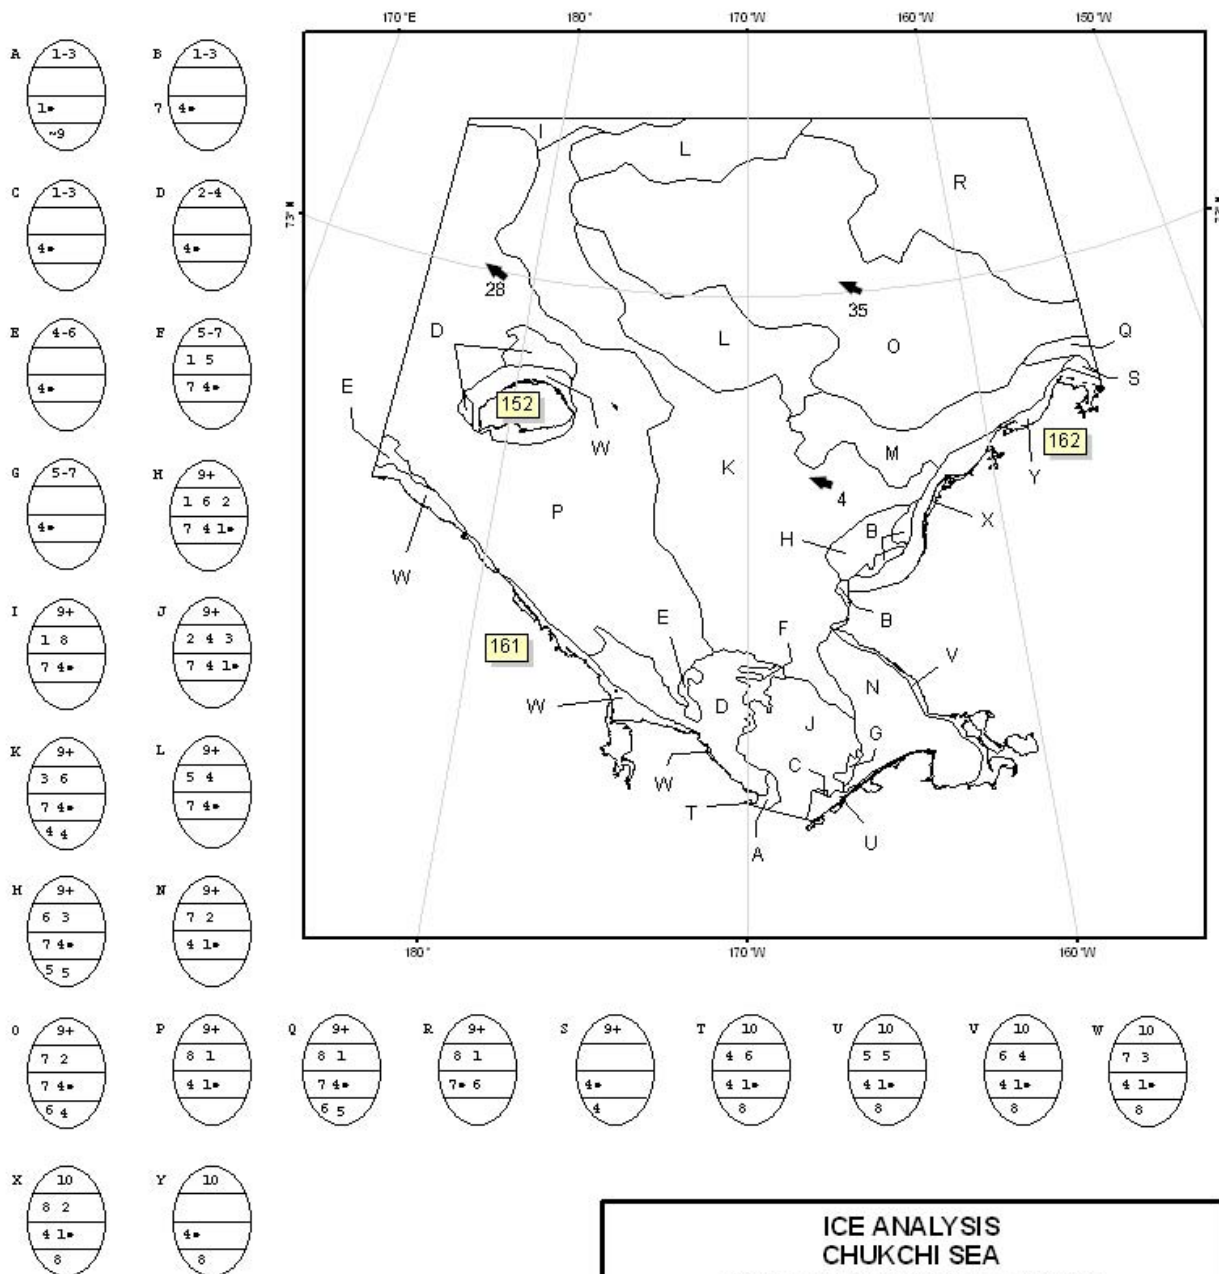 170 °E 180 ° 170 °W 160 °W 150 °W
A 1-3
1•
~9
B 1-3
7 4•
C 1-3
4•
D 2-4
4•
E 4-6
4•
F 5-7
1 5
7 4•
G 5-7
4•
H 9+
1 6 2
7 4 1•
I 9+
1 8
7 4•
J 9+
2 4 3
7 4 1•
K 9+
3 6
7 4•
4 4
L 9+
5 4
7 4•
M 9+
6 3
7 4•
5 5
N 9+
7 2
4 1•
O 9+
7 2
7 4•
6 4
P 9+
8 1
4 1•
Q 9+
8 1
7 4•
6 5
R 9+
8 1
7• 6
S 9+
4•
4
T 10
4 6
4 1•
8
U 10
5 5
4 1•
8
V 10
6 4
4 1•
8
W 10
7 3
4 1•
8
X 10
8 2
4 1•
8
Y 10
4•
8
I
L
R
73° N
28
35
D
L
O
Q
S
E
152
W
162
M
Y
K
4
P
X
H
B
W
B
E
F
161
V
N
W
D
J
G
C
W
T
U
A
180 ° 170 °W 160 °W
ICE ANALYSIS
CHUKCHI SEA